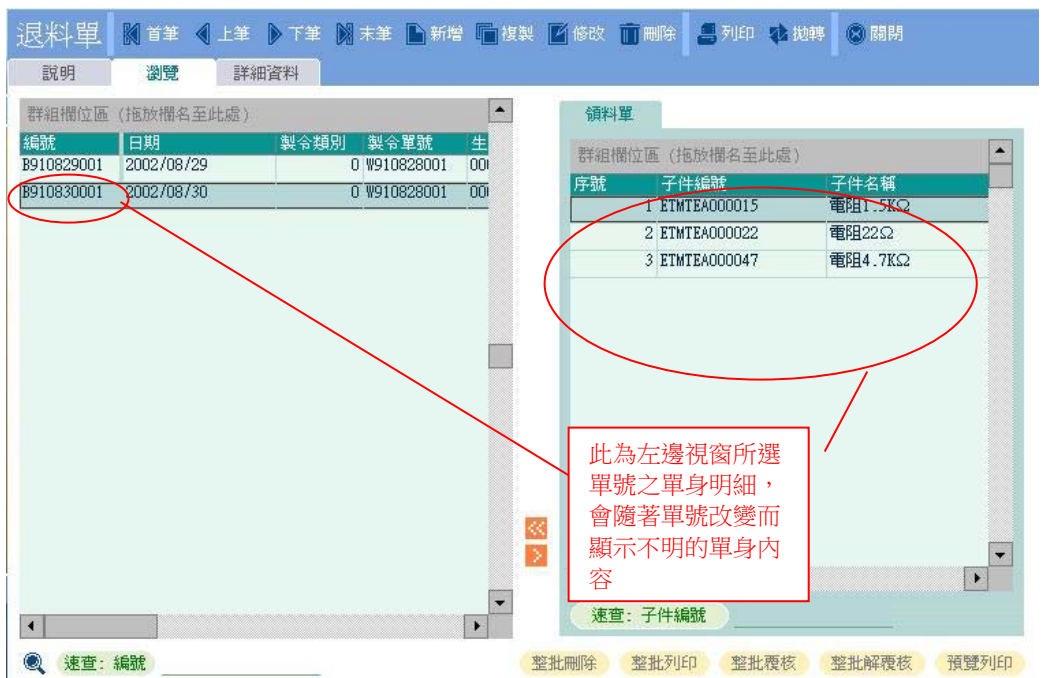 退料單 首筆 上筆 下筆 末筆 新增 複製 修改 刪除 列印 拋轉 關閉
說明 瀏覽 詳細資料
群組欄位區 (拖放欄名至此處)
編號 日期 製令類別 製令單號 生
B910829001 2002/08/29 0 W910828001 00
B910830001 2002/08/30 0 W910828001 00
領料單
群組欄位區 (拖放欄名至此處)
序號 子件編號 子件名稱
1 ETMTEA000015 電阻1.5KΩ
2 ETMTEA000022 電阻22Ω
3 ETMTEA000047 電阻4.7KΩ
此為左邊視窗所選
單號之單身明細,
會隨著單號改變而
顯示不明的單身內
容
速查: 子件編號
速查: 編號
整批刪除 整批列印 整批覆核 整批解覆核 預覽列印